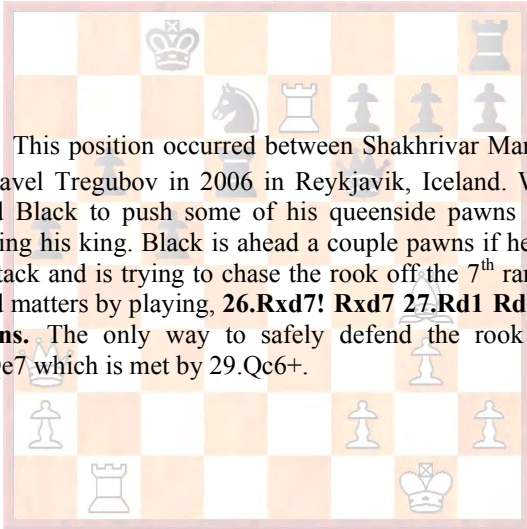 This position occurred between Shakhrivar Mam
avel Tregubov in 2006 in Reykjavik, Iceland. W
l Black to push some of his queenside pawns
ing his king. Black is ahead a couple pawns if he
tack and is trying to chase the rook off the 7th ran
l matters by playing, 26.Rxd7! Rxd7 27.Rd1 Rd
ns. The only way to safely defend the rook
Qe7 which is met by 29.Qc6+.